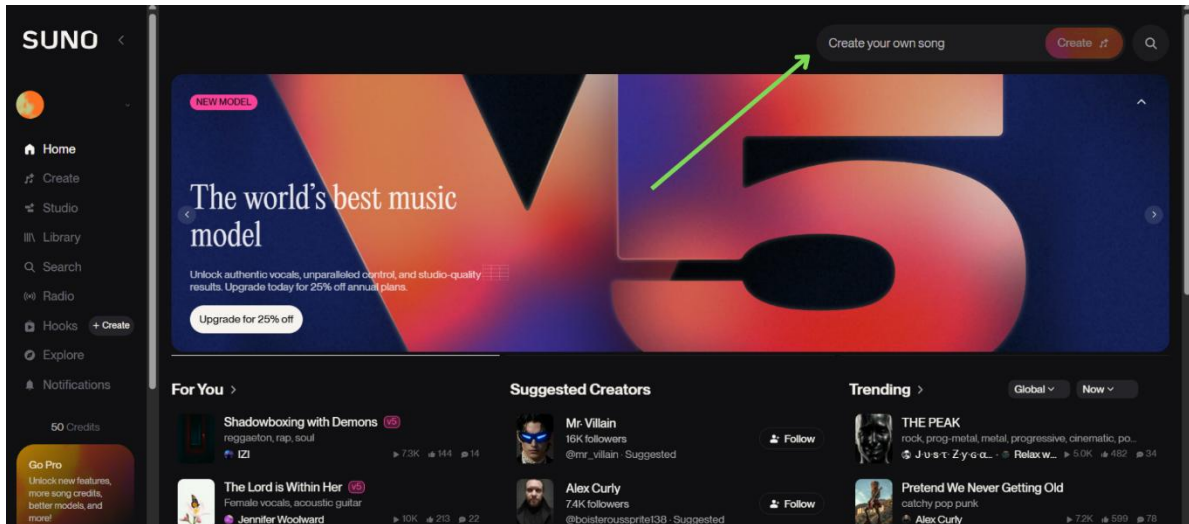 SUNO
Create your own song
Create
NEW MODEL
V5
The world's best music
model
Unlock authentic vocals, unparalleled control, and studio-quality
results. Upgrade today for 25% off annual plans.
Upgrade for 25% off
Home
Create
Studio
Library
Search
Radio
Hooks + Create
Explore
Notifications
50 Credits
Go Pro
Unlock new features,
more song credits,
better models, and
more!
For You
Shadowboxing with Demons v5
reggaeton, rap, soul
IZI 7.3K 144 14
The Lord is Within Her v5
Female vocals, acoustic guitar
Jennifer Woolward 10K 213 22
Suggested Creators
Mr. Villain
16K followers
@mr_villain · Suggested
Follow
Alex Curly
7.4K followers
@boisteroussprite138 · Suggested
Follow
Trending Global Now
THE PEAK
rock, prog-metal, metal, progressive, cinematic, po...
Relax w... 5.0K 482 34
Pretend We Never Getting Old
catchy pop punk
Alex Curly 72K 599 78